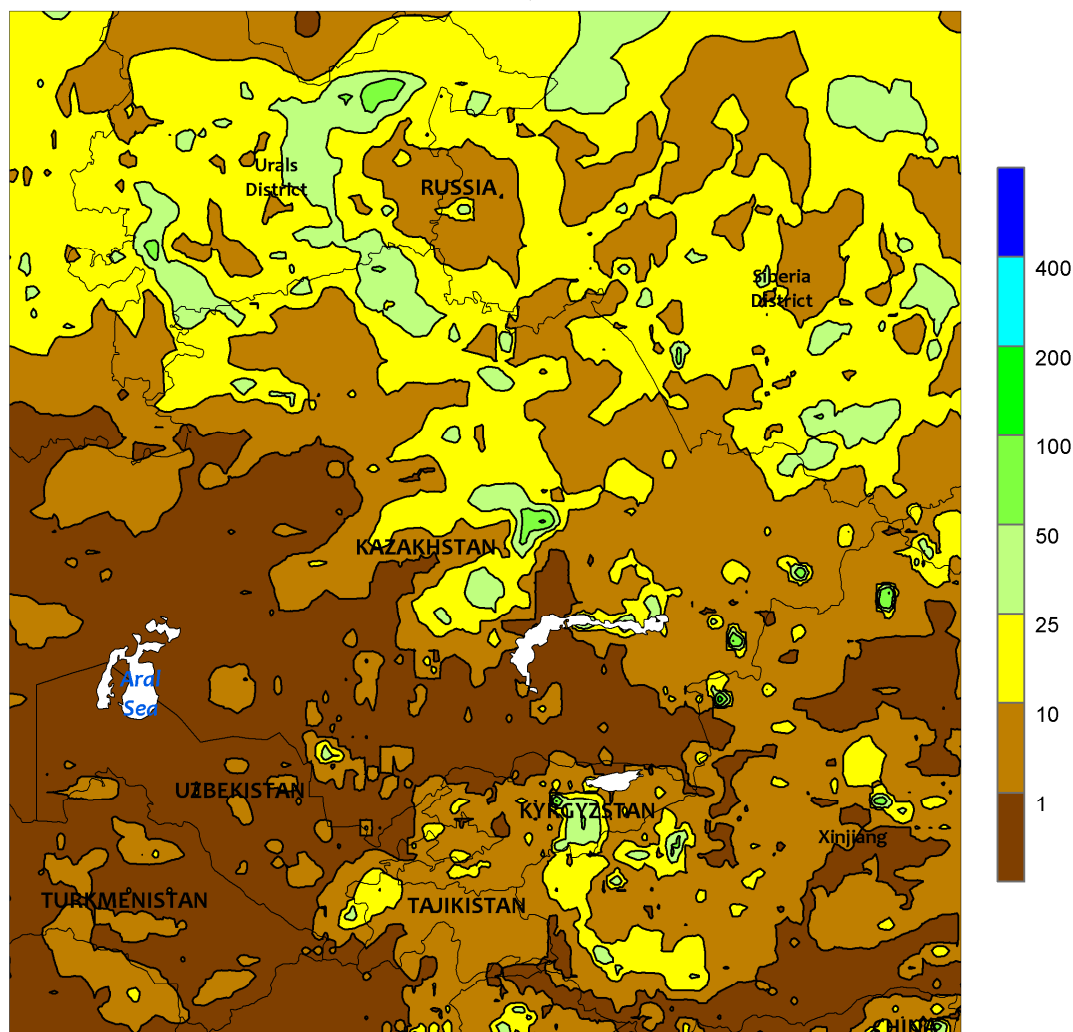 Urals
District
RUSSIA
Siberia
District
KAZAKHSTAN
Aral
Sea
UZBEKISTAN
KYRGYZSTAN
Xinjiang
TURKMENISTAN
TAJIKISTAN
CHINA
400
200
100
50
25
10
1